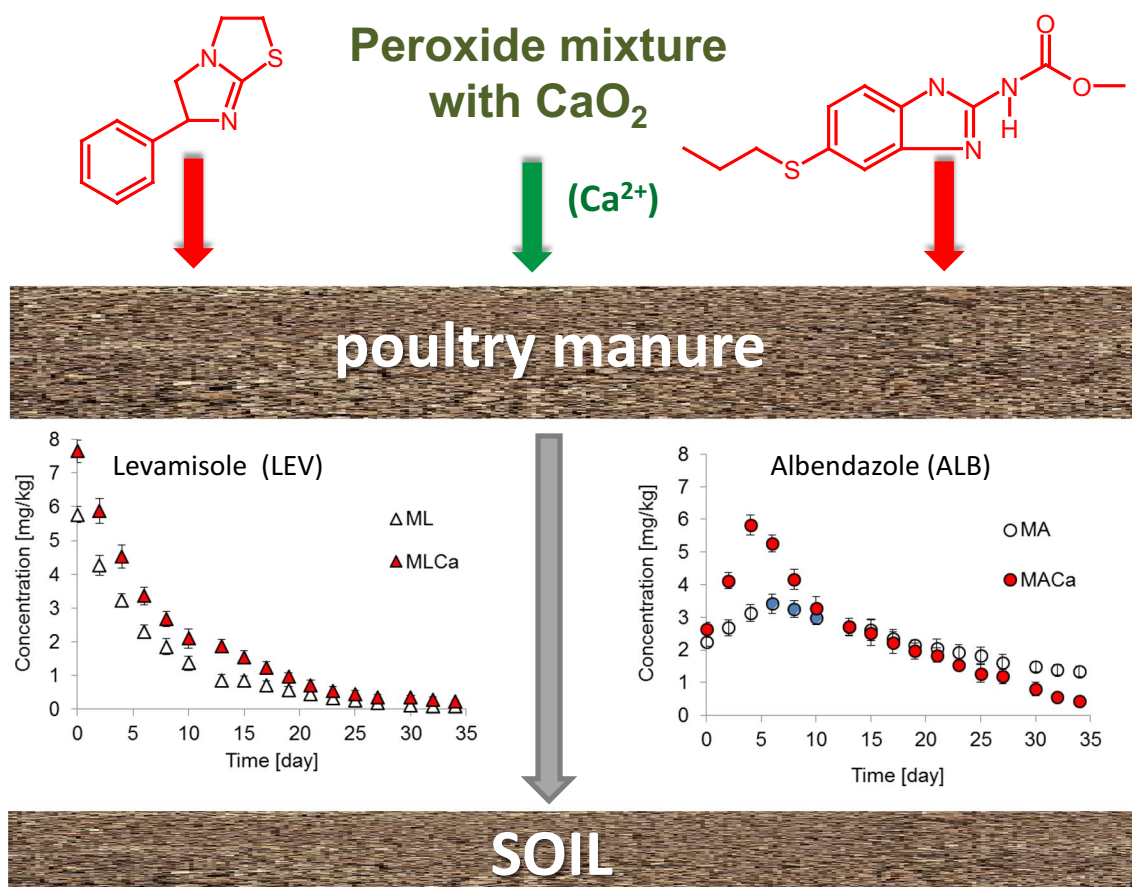 Peroxide mixture
with CaO₂
(Ca²⁺)
N
S
N
N
N
H
N
O
O
S
poultry manure
Levamisole (LEV)
Concentration [mg/kg]
8
7
6
5
4
3
2
1
0
ML
MLCa
0 5 10 15 20 25 30 35
Time [day]
Albendazole (ALB)
Concentration [mg/kg]
8
7
6
5
4
3
2
1
0
MA
MACa
0 5 10 15 20 25 30 35
Time [day]
SOIL